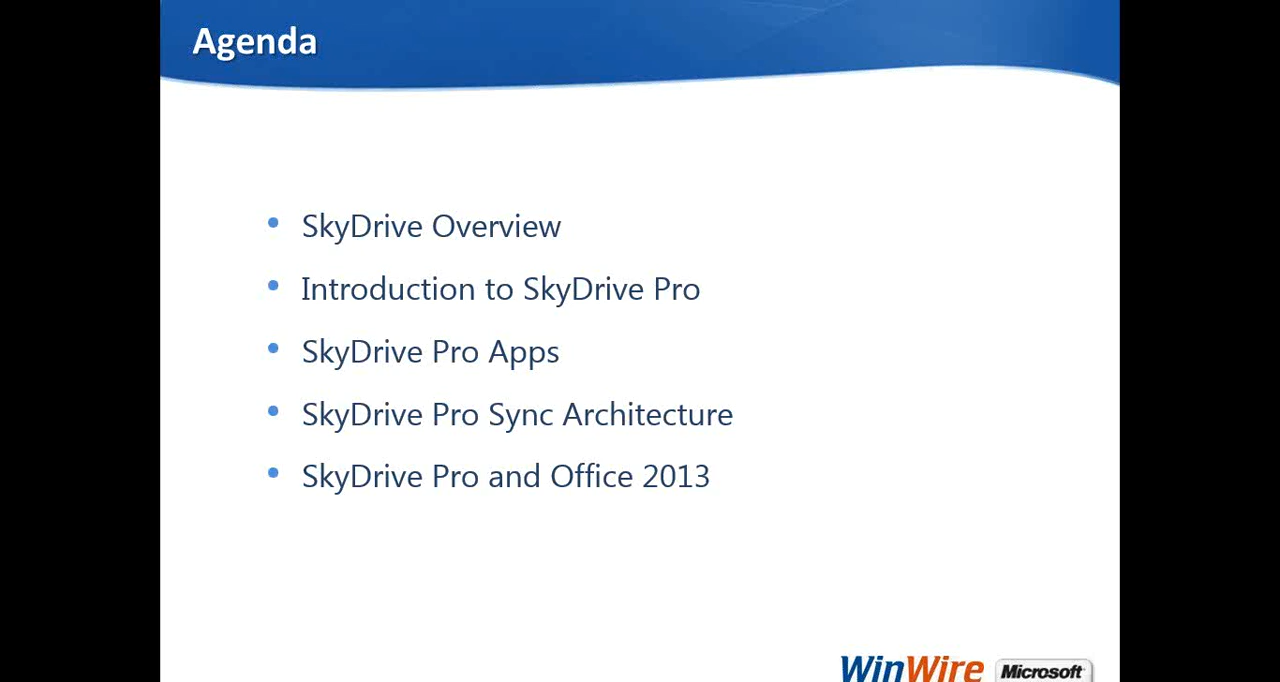 Agenda
SkyDrive Overview
Introduction to SkyDrive Pro
SkyDrive Pro Apps
SkyDrive Pro Sync Architecture
SkyDrive Pro and Office 2013
WinWire Microsoft